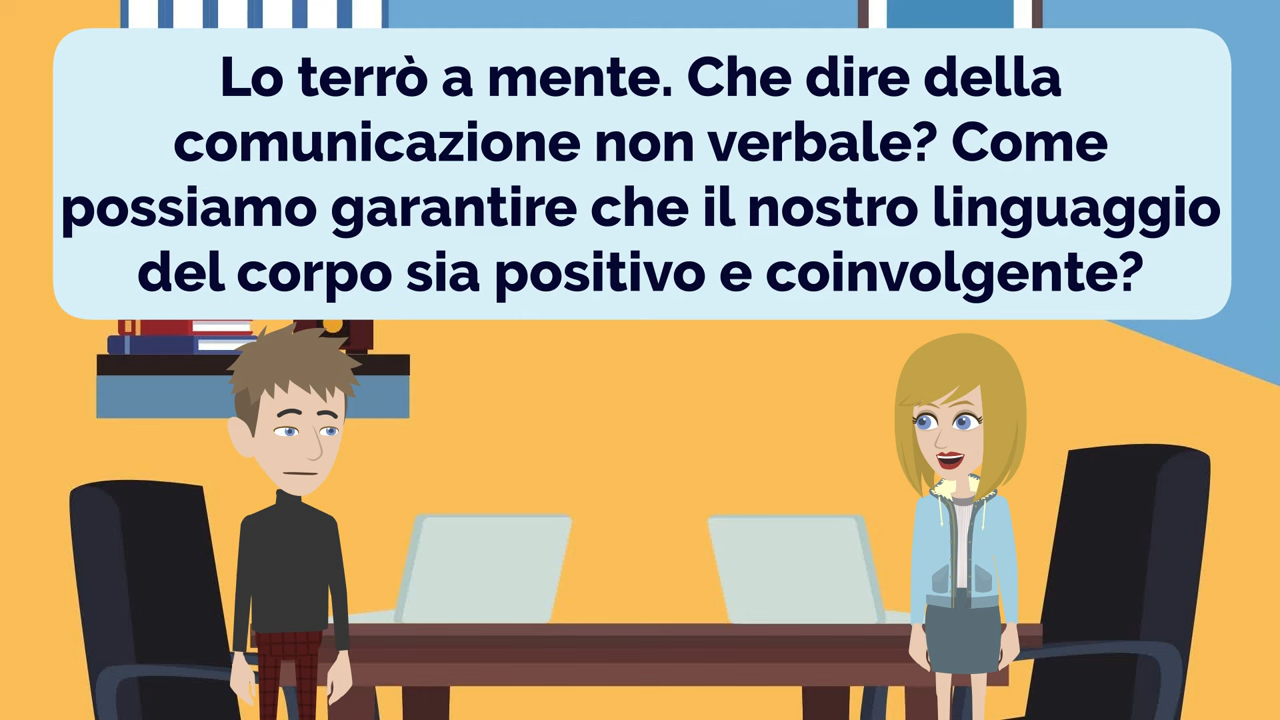 Lo terrò a mente. Che dire della
comunicazione non verbale? Come
possiamo garantire che il nostro linguaggio
del corpo sia positivo e coinvolgente?